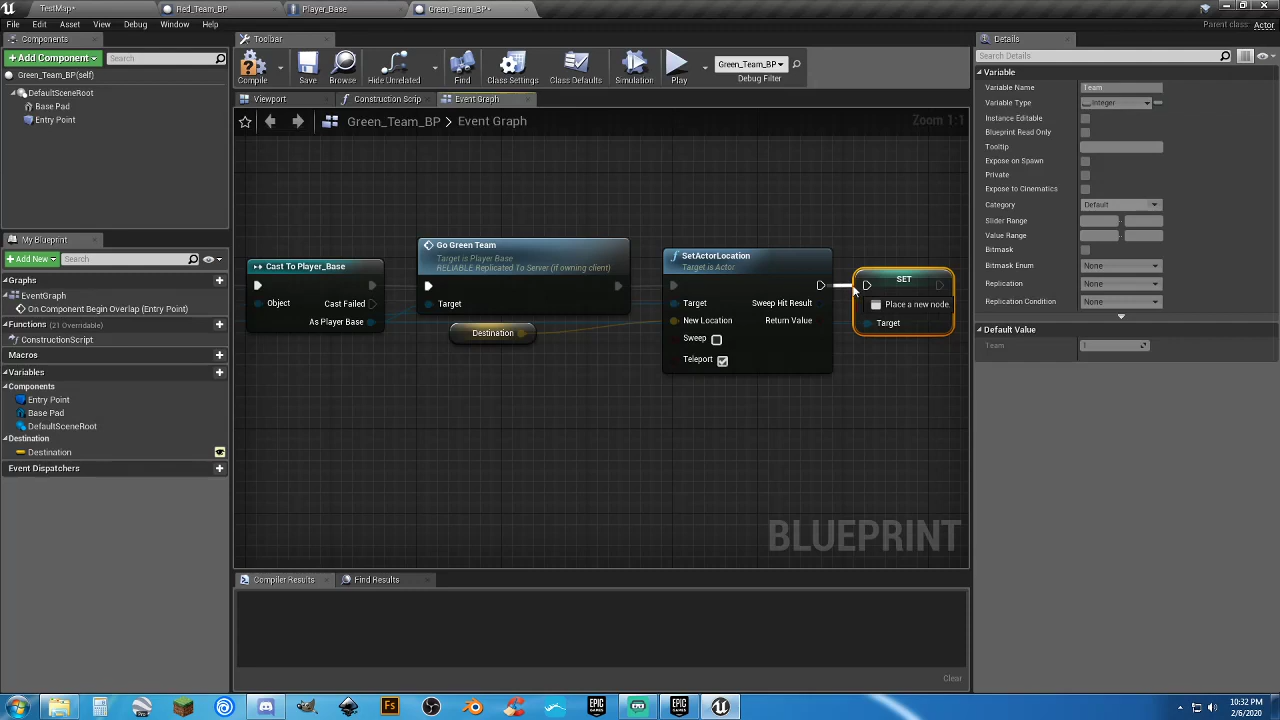 TestMap*
Red_Team_BP
Player_Base
Green_Team_BP*
File
Edit
Asset
View
Debug
Window
Help
Parent class: Actor
Components
+ Add Component
Search
Green_Team_BP(self)
DefaultSceneRoot
Base Pad
Entry Point
My Blueprint
+ Add New
Search
Graphs
EventGraph
On Component Begin Overlap (Entry Point)
Functions (21 Overridable)
ConstructionScript
Macros
Variables
Components
Entry Point
Base Pad
DefaultSceneRoot
Destination
Destination
Event Dispatchers
Toolbar
Compile
Save
Browse
Hide Unrelated
Find
Class Settings
Class Defaults
Simulation
Play
Green_Team_BP
Debug Filter
Viewport
Construction Scrip
Event Graph
Green_Team_BP > Event Graph
Zoom 1:1
Cast To Player_Base
Object
Cast Failed
As Player Base
Go Green Team
Target is Player Base
RELIABLE Replicated To Server (if owning client)
Target
Destination
SetActorLocation
Target is Actor
Target
Sweep Hit Result
New Location
Return Value
Sweep
Teleport
SET
Place a new node.
Target
BLUEPRINT
Compiler Results
Find Results
Clear
Details
Search Details
Variable
Variable Name
Team
Variable Type
Integer
Instance Editable
Blueprint Read Only
Tooltip
Expose on Spawn
Private
Expose to Cinematics
Category
Default
Slider Range
Value Range
Bitmask
Bitmask Enum
None
Replication
None
Replication Condition
None
Default Value
Team
1
Pro
Fs
EPIC GAMES
EPIC GAMES
10:32 PM
2/6/2020